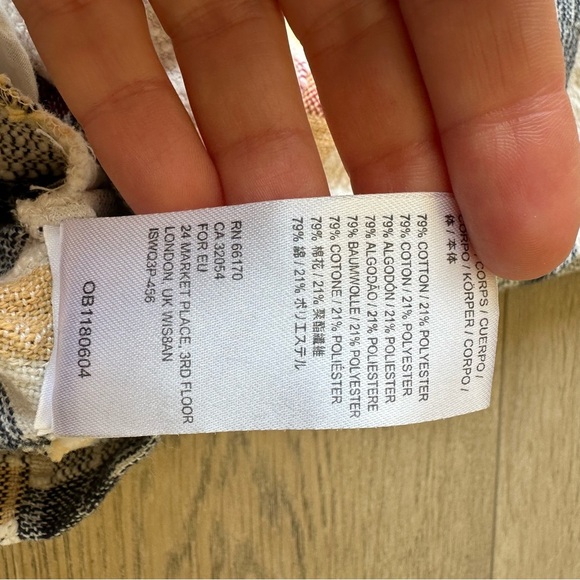 CORPS / CUERPO /
CORPO / KÖRPER / CORPO /
体 / 本体
79% COTTON / 21% POLYESTER
79% COTON / 21% POLYESTER
79% ALGODÓN / 21% POLIÉSTER
79% ALGODÃO / 21% POLIÉSTERE
79% BAUMWOLLE / 21% POLYESTER
79% COTONE / 21% POLIÉSTER
79% 棉花 / 21% 聚酯纖維
79% 綿 / 21% ポリエステル
RN 66170
CA 32054
FOR EU
24 MARKET PLACE, 3RD FLOOR
LONDON, UK WIS8AN
ISWQ3P-456
OB1180604